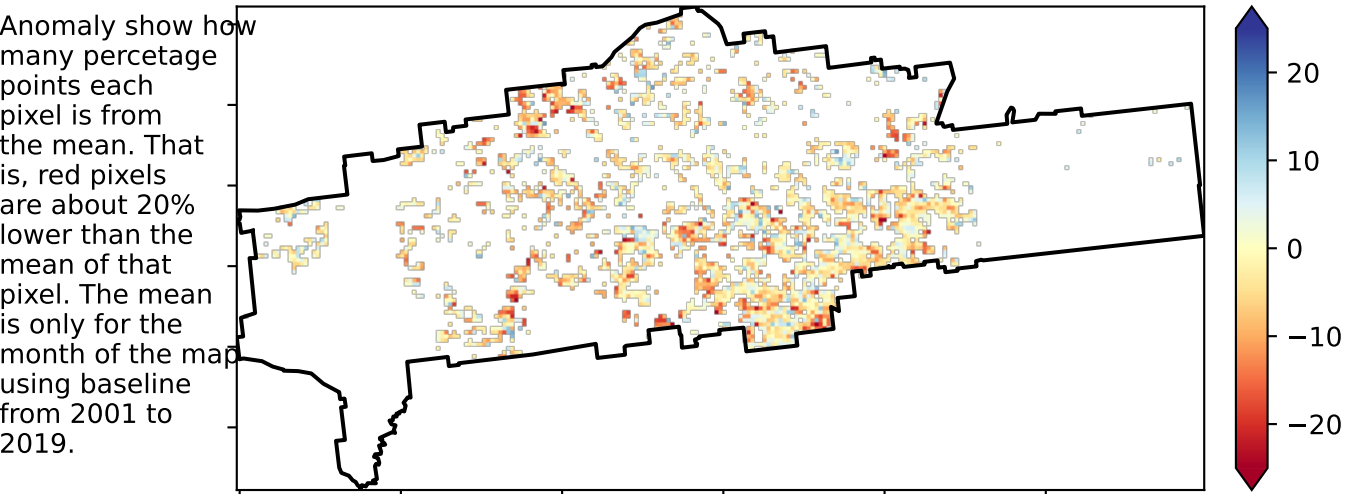 Anomaly show how
many percetage
points each
pixel is from
the mean. That
is, red pixels
are about 20%
lower than the
mean of that
pixel. The mean
is only for the
month of the map
using baseline
from 2001 to
2019.
20
10
0
−10
−20